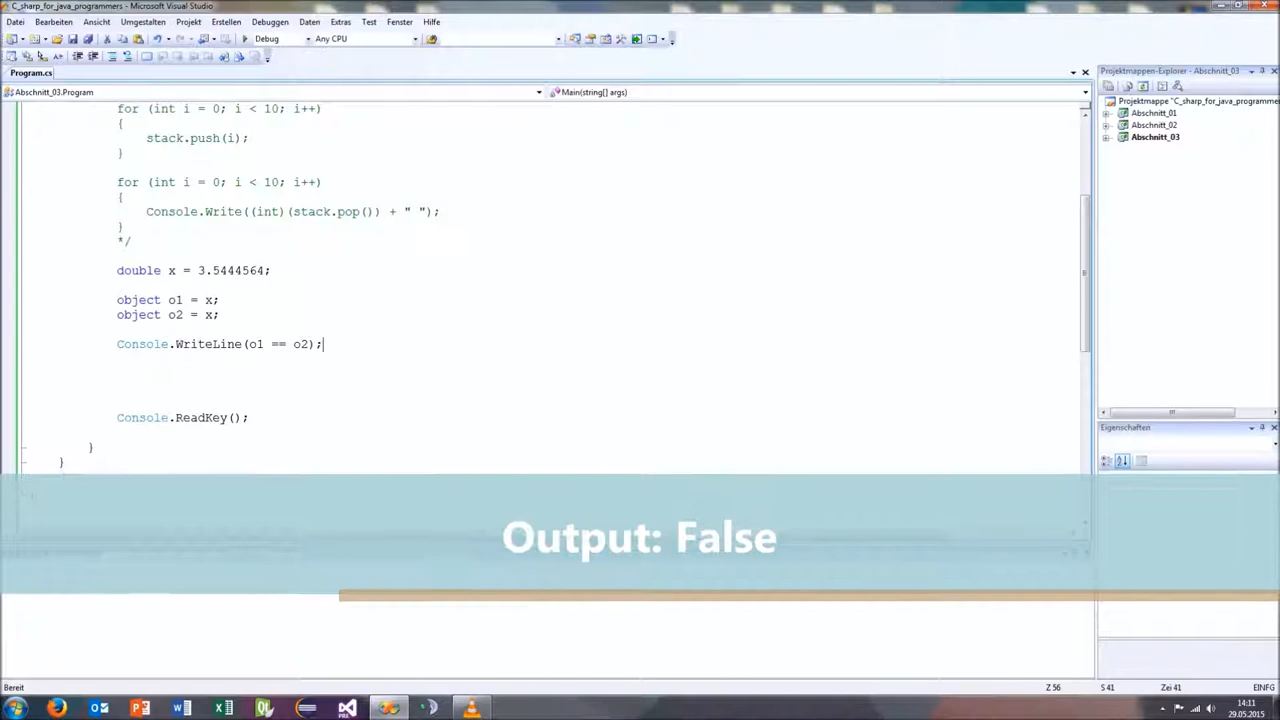 C_sharp_for_java_programmers - Microsoft Visual Studio
Datei Bearbeiten Ansicht Umgestalten Projekt Erstellen Debuggen Daten Extras Test Fenster Hilfe
Debug Any CPU
Program.cs
Abschnitt_03.Program Main(string[] args)
for (int i = 0; i < 10; i++)
{
stack.push(i);
}
for (int i = 0; i < 10; i++)
{
Console.Write((int)(stack.pop()) + " ");
}
*/
double x = 3.5444564;
object o1 = x;
object o2 = x;
Console.WriteLine(o1 == o2);
Console.ReadKey();
}
}
Projektmappen-Explorer - Abschnitt_03
Projektmappe "C_sharp_for_java_programmers
Abschnitt_01
Abschnitt_02
Abschnitt_03
Eigenschaften
Output: False
Bereit Z 56 S 41 Zei 41 EINFG
14:11
29.05.2015